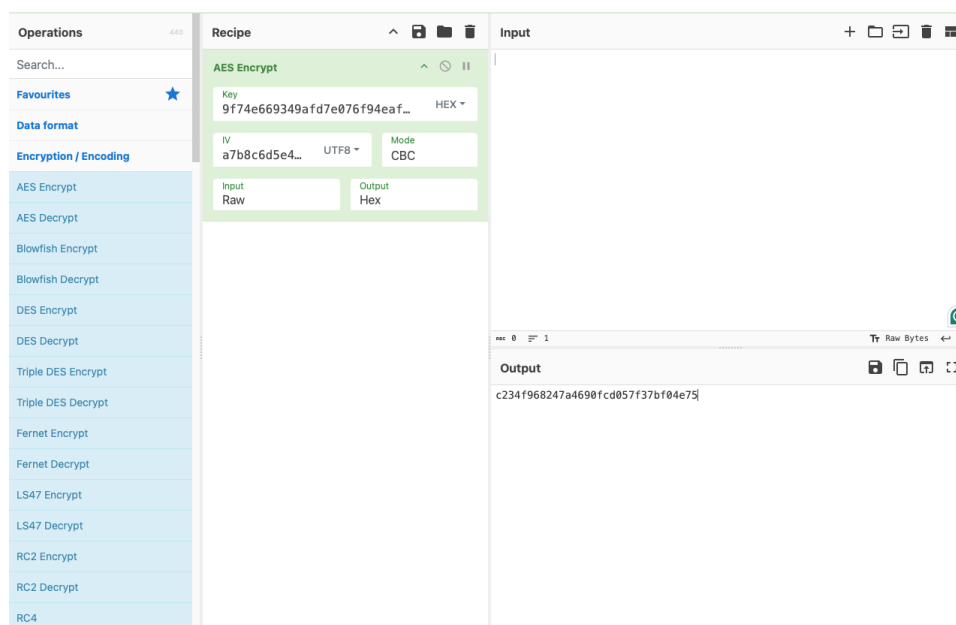 Operations 440
Search...
Favourites
Data format
Encryption / Encoding
AES Encrypt
AES Decrypt
Blowfish Encrypt
Blowfish Decrypt
DES Encrypt
DES Decrypt
Triple DES Encrypt
Triple DES Decrypt
Fernet Encrypt
Fernet Decrypt
LS47 Encrypt
LS47 Decrypt
RC2 Encrypt
RC2 Decrypt
RC4
Recipe
AES Encrypt
Key
9f74e669349afd7e076f94eaf… HEX
IV
a7b8c6d5e4… UTF8
Mode
CBC
Input
Raw
Output
Hex
Input
REC 0 1 Tr Raw Bytes
Output
c234f968247a4690fcd057f37bf04e75